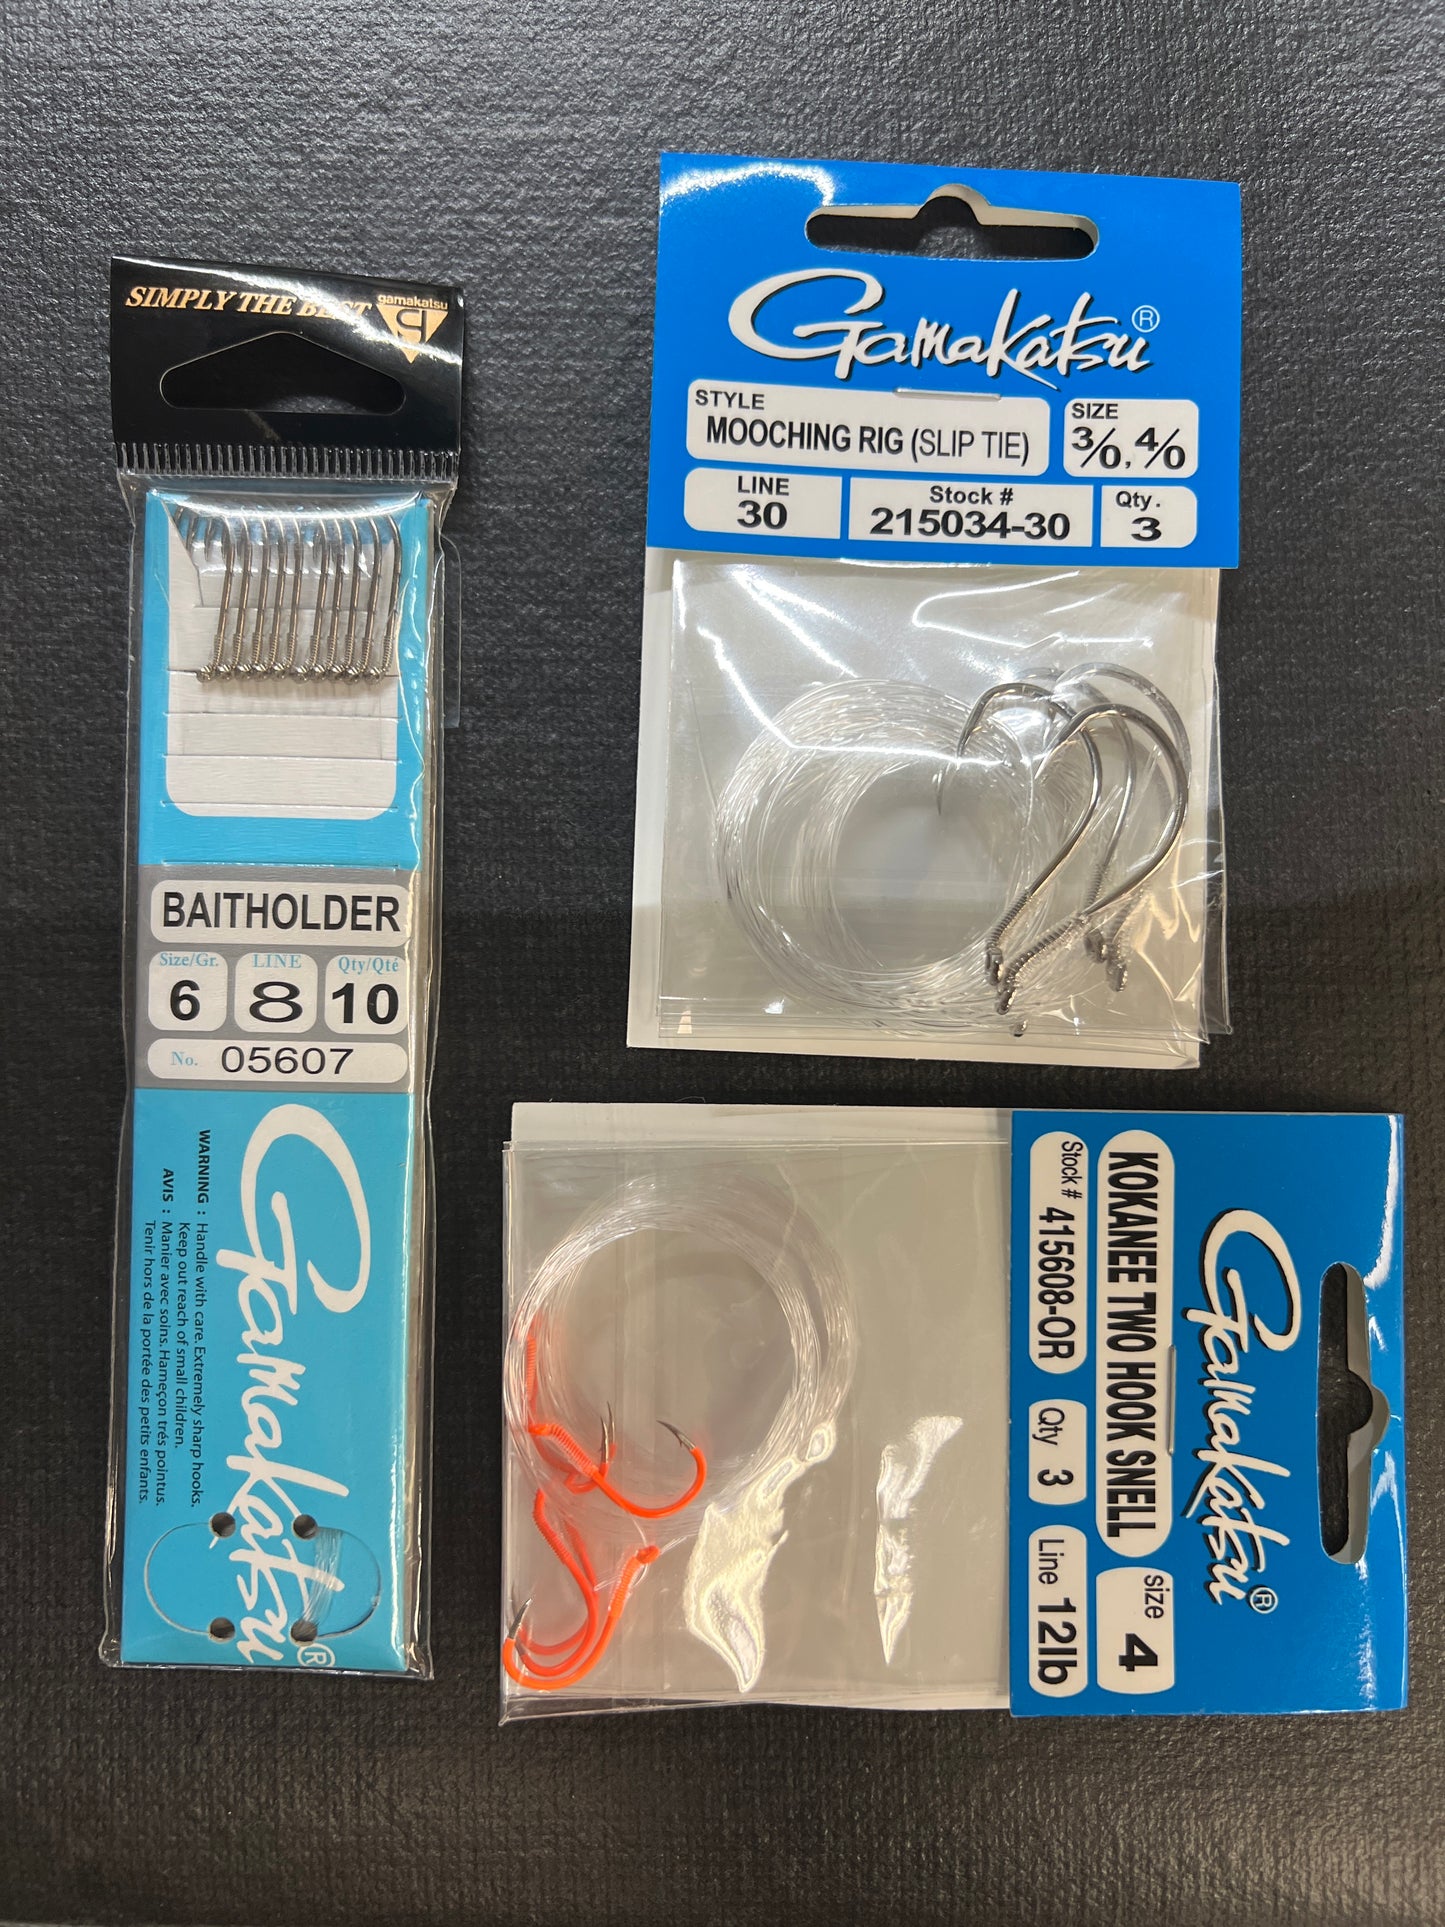 SIMPLY THE BEST
gamakatsu
BAITHOLDER
Size/Gr. LINE Qty/Qté
6 8 10
No. 05607
WARNING : Handle with care. Extremely sharp hooks.
Keep out reach of small children.
AVIS : Manier avec soins. Hameçon trés pointus.
Tenir hors de la portée des petits enfants.
Gamakatsu®
Gamakatsu®
STYLE
MOOCHING RIG (SLIP TIE)
SIZE
3/0, 4/0
LINE
30
Stock #
215034-30
Qty.
3
Gamakatsu®
KOKANEE TWO HOOK SNELL
Size
4
Stock # 415608-OR
Qty 3
Line 12lb